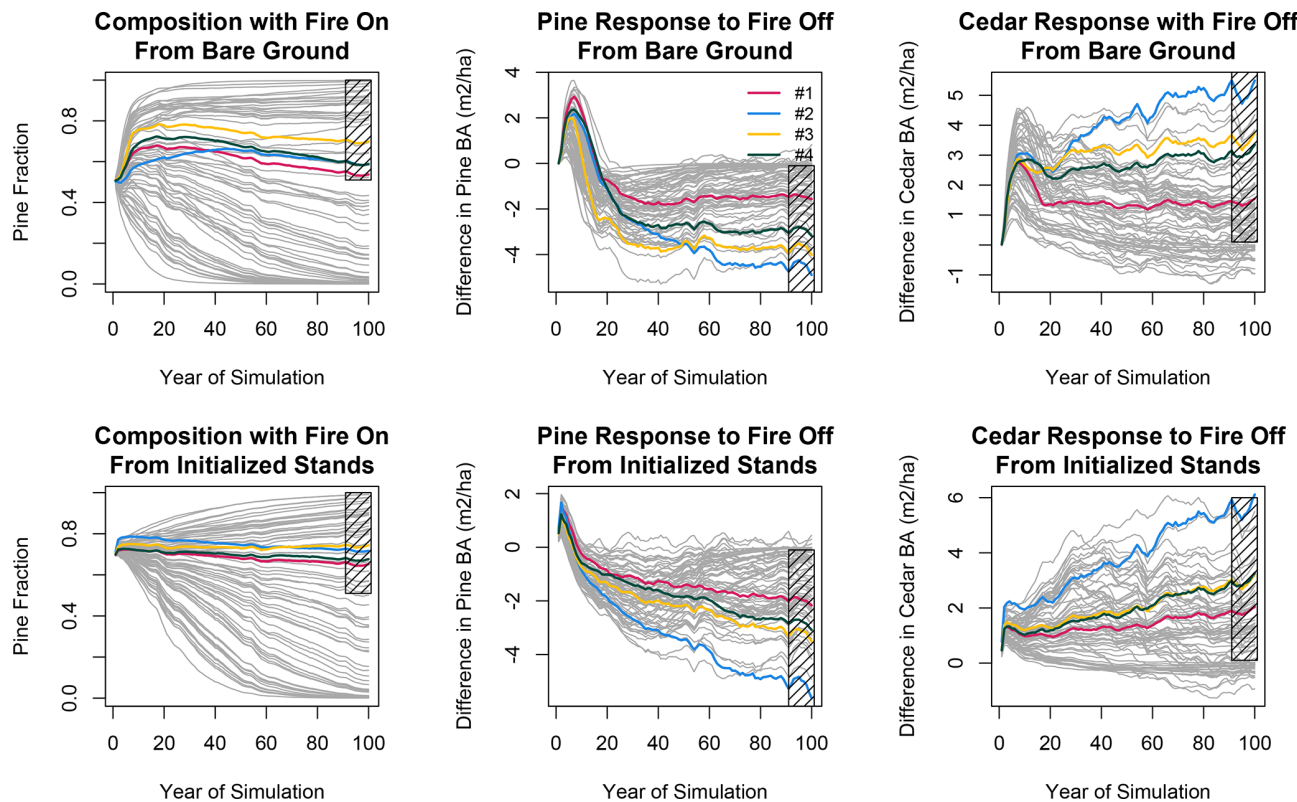 Composition with Fire On
From Bare Ground
Pine Fraction
0.0
0.4
0.8
0 20 40 60 80 100
Year of Simulation
Pine Response to Fire Off
From Bare Ground
Difference in Pine BA (m2/ha)
-4
-2
0
2
4
#1
#2
#3
#4
0 20 40 60 80 100
Year of Simulation
Cedar Response with Fire Off
From Bare Ground
Difference in Cedar BA (m2/ha)
-1
1
2
3
4
5
0 20 40 60 80 100
Year of Simulation
Composition with Fire On
From Initialized Stands
Pine Fraction
0.0
0.4
0.8
0 20 40 60 80 100
Year of Simulation
Pine Response to Fire Off
From Initialized Stands
Difference in Pine BA (m2/ha)
-4
-2
0
2
0 20 40 60 80 100
Year of Simulation
Cedar Response to Fire Off
From Initialized Stands
Difference in Cedar BA (m2/ha)
0
2
4
6
0 20 40 60 80 100
Year of Simulation